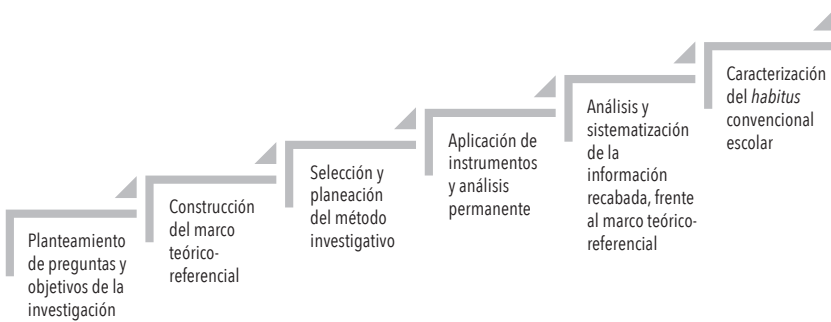 Planteamiento
de preguntas y
objetivos de la
investigación
Construcción
del marco
teórico-
referencial
Selección y
planeación
del método
investigativo
Aplicación de
instrumentos
y análisis
permanente
Análisis y
sistematización
de la
información
recabada, frente
al marco teórico-
referencial
Caracterización
del habitus
convencional
escolar